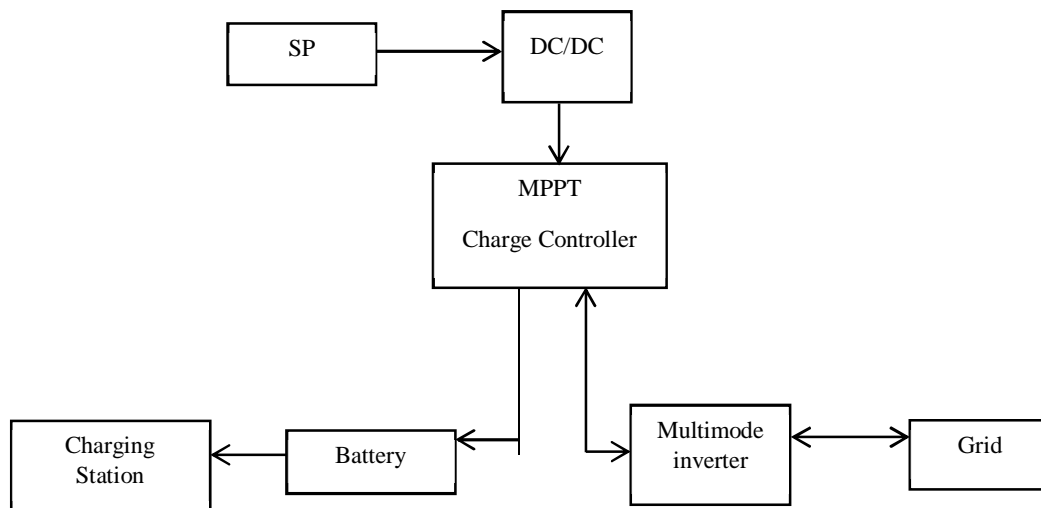 SP
DC/DC
MPPT
Charge Controller
Charging
Station
Battery
Multimode
inverter
Grid